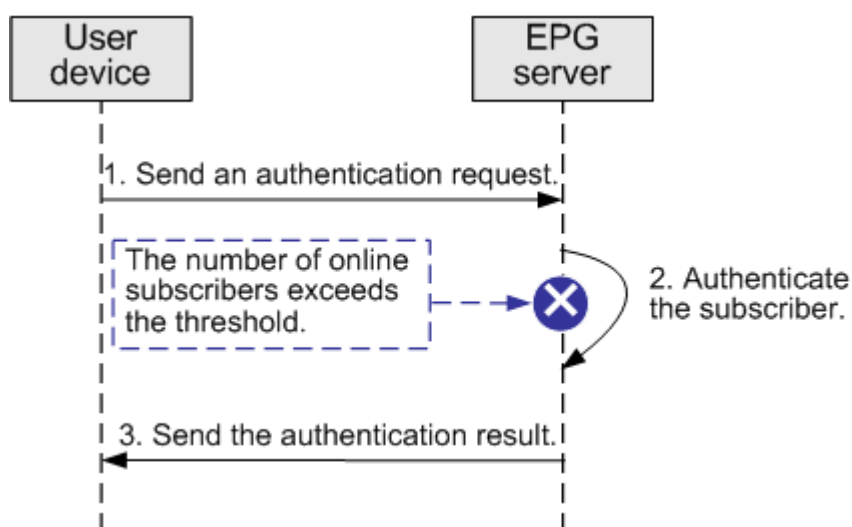 User
device
EPG
server
1. Send an authentication request.
The number of online
subscribers exceeds
the threshold.
2. Authenticate
the subscriber.
3. Send the authentication result.